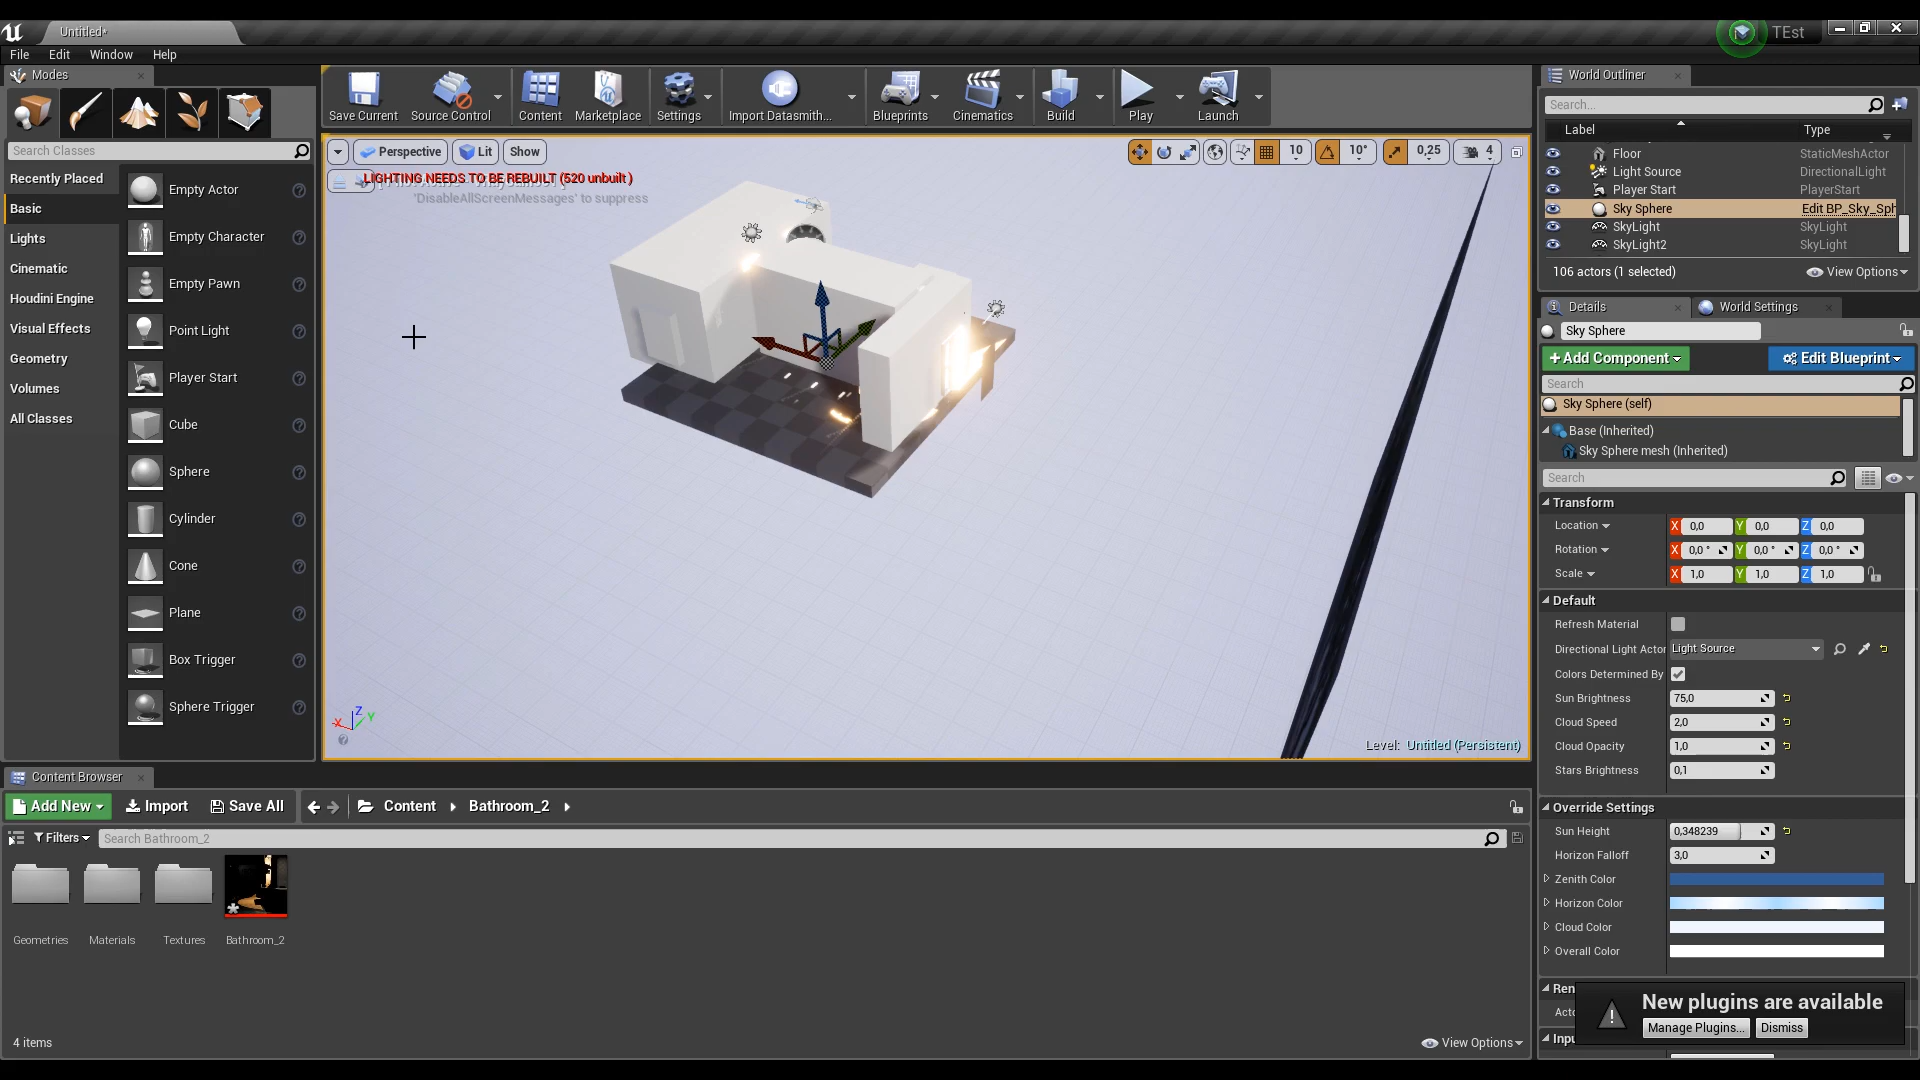 Untitled*
TEst
File Edit Window Help
Modes
Search Classes
Recently Placed
Basic
Lights
Cinematic
Houdini Engine
Visual Effects
Geometry
Volumes
All Classes
Empty Actor
Empty Character
Empty Pawn
Point Light
Player Start
Cube
Sphere
Cylinder
Cone
Plane
Box Trigger
Sphere Trigger
Save Current
Source Control
Content
Marketplace
Settings
Import Datasmith...
Blueprints
Cinematics
Build
Play
Launch
Perspective
Lit
Show
10
10°
0,25
4
LIGHTING NEEDS TO BE REBUILT (520 unbuilt)
'DisableAllScreenMessages' to suppress
X
Z
Y
Level: Untitled (Persistent)
World Outliner
Search...
Label Type
Floor StaticMeshActor
Light Source DirectionalLight
Player Start PlayerStart
Sky Sphere Edit BP_Sky_Sph
SkyLight SkyLight
SkyLight2 SkyLight
106 actors (1 selected)
View Options
Details
World Settings
Sky Sphere
+ Add Component
Edit Blueprint
Search
Sky Sphere (self)
Base (Inherited)
Sky Sphere mesh (Inherited)
Search
Transform
Location X 0,0 Y 0,0 Z 0,0
Rotation X 0,0 ° Y 0,0 ° Z 0,0 °
Scale X 1,0 Y 1,0 Z 1,0
Default
Refresh Material
Directional Light Actor Light Source
Colors Determined By
Sun Brightness 75,0
Cloud Speed 2,0
Cloud Opacity 1,0
Stars Brightness 0,1
Override Settings
Sun Height 0,348239
Horizon Falloff 3,0
Zenith Color
Horizon Color
Cloud Color
Overall Color
Ren
Acto
Inpu
New plugins are available
Manage Plugins...
Dismiss
Content Browser
Add New
Import
Save All
Content
Bathroom_2
Filters
Search Bathroom_2
Geometries
Materials
Textures
Bathroom_2
4 items
View Options